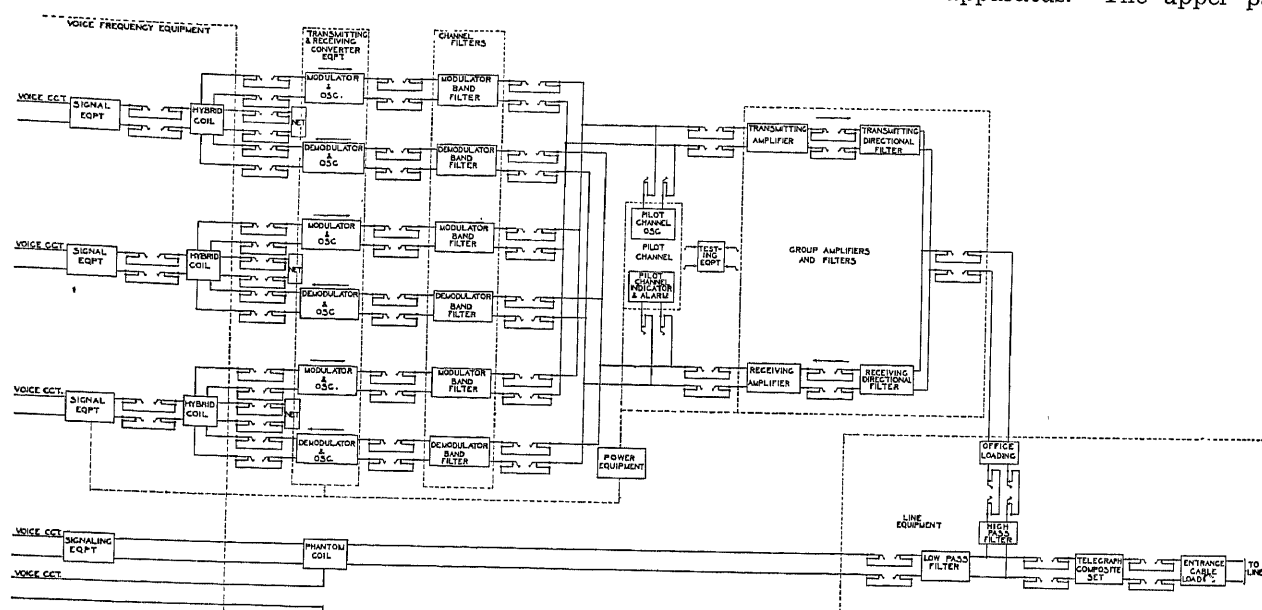 apparatus. The upper pa
VOICE FREQUENCY EQUIPMENT
TRANSMITTING
& RECEIVING
CONVERTER
EQPT
CHANNEL
FILTERS
VOICE CCT.
SIGNAL
EQPT
HYBRID
COIL
NET
MODULATOR
&
OSC.
MODULATOR
BAND
FILTER
DEMODULATOR
&
OSC
DEMODULATOR
BAND
FILTER
TRANSMITTING
AMPLIFIER
TRANSMITTING
DIRECTIONAL
FILTER
VOICE CCT.
SIGNAL
EQPT
HYBRID
COIL
NET
MODULATOR
&
OSC
MODULATOR
BAND
FILTER
DEMODULATOR
&
OSC
DEMODULATOR
BAND
FILTER
PILOT
CHANNEL
OSC
PILOT
CHANNEL
PILOT
CHANNEL
INDICATOR
& ALARM
TEST-
ING
EQPT
GROUP AMPLIFIERS
AND FILTERS
VOICE CCT.
SIGNAL
EQPT
HYBRID
COIL
NET
MODULATOR
&
OSC.
MODULATOR
BAND
FILTER
DEMODULATOR
&
OSC
DEMODULATOR
BAND
FILTER
RECEIVING
AMPLIFIER
RECEIVING
DIRECTIONAL
FILTER
POWER
EQUIPMENT
OFFICE
LOADING
VOICE CCT.
SIGNALING
EQPT
VOICE CCT.
PHANTOM
COIL
LINE
EQUIPMENT
HIGH
PASS
FILTER
LOW PASS
FILTER
TELEGRAPH
COMPOSITE
SET
ENTRANCE
CABLE
LOADING
TO
LINE